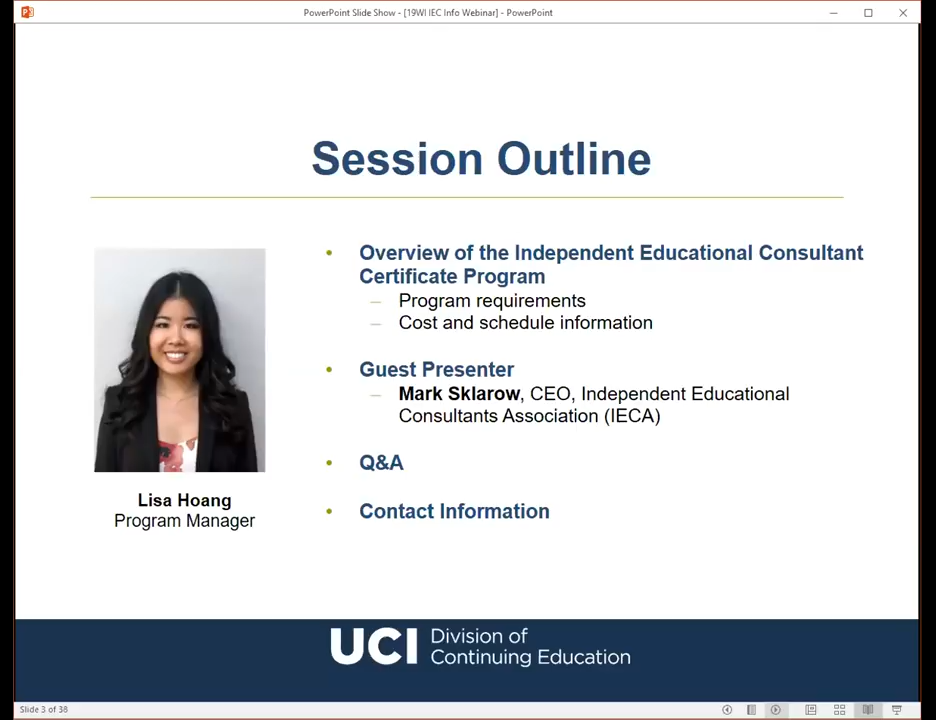 PowerPoint Slide Show - [19WI IEC Info Webinar] - PowerPoint
Session Outline
• Overview of the Independent Educational Consultant
Certificate Program
– Program requirements
– Cost and schedule information
• Guest Presenter
– Mark Sklarow, CEO, Independent Educational
Consultants Association (IECA)
• Q&A
• Contact Information
Lisa Hoang
Program Manager
UCI Division of
Continuing Education
Slide 3 of 38